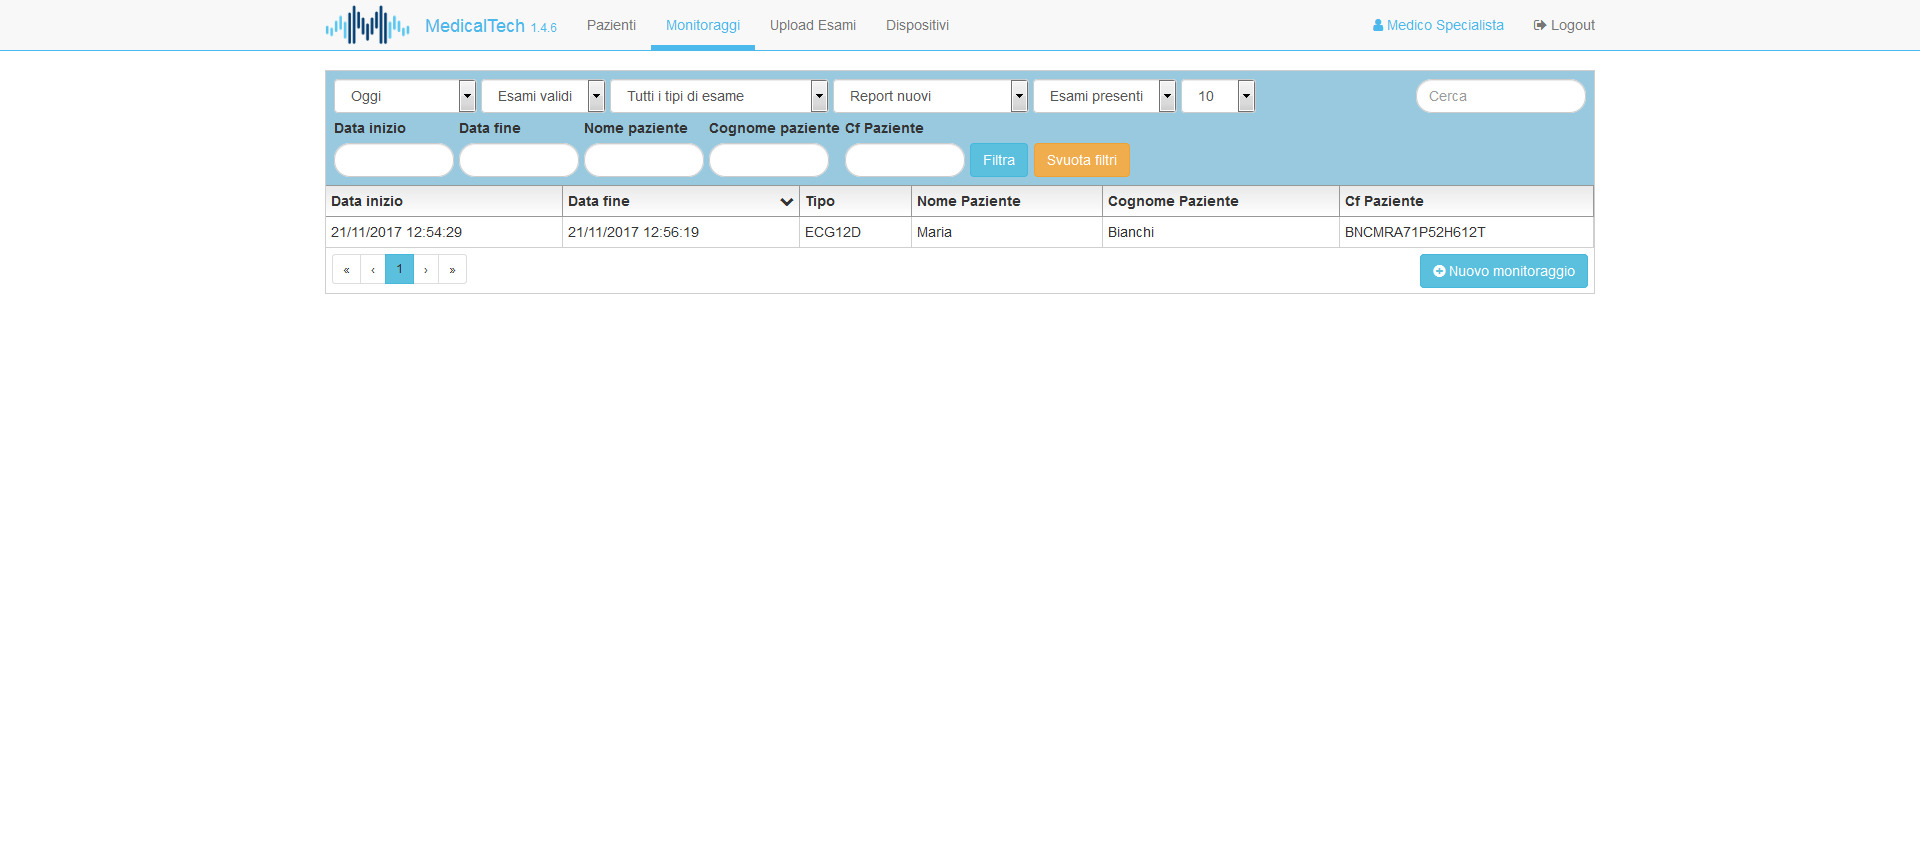 MedicalTech 1.4.6 Pazienti Monitoraggi Upload Esami Dispositivi Medico Specialista Logout
Oggi Esami validi Tutti i tipi di esame Report nuovi Esami presenti 10 Cerca
Data inizio Data fine Nome paziente Cognome paziente Cf Paziente
Filtra Svuota filtri
Data inizio Data fine Tipo Nome Paziente Cognome Paziente Cf Paziente
21/11/2017 12:54:29 21/11/2017 12:56:19 ECG12D Maria Bianchi BNCMRA71P52H612T
« ‹ 1 › » Nuovo monitoraggio